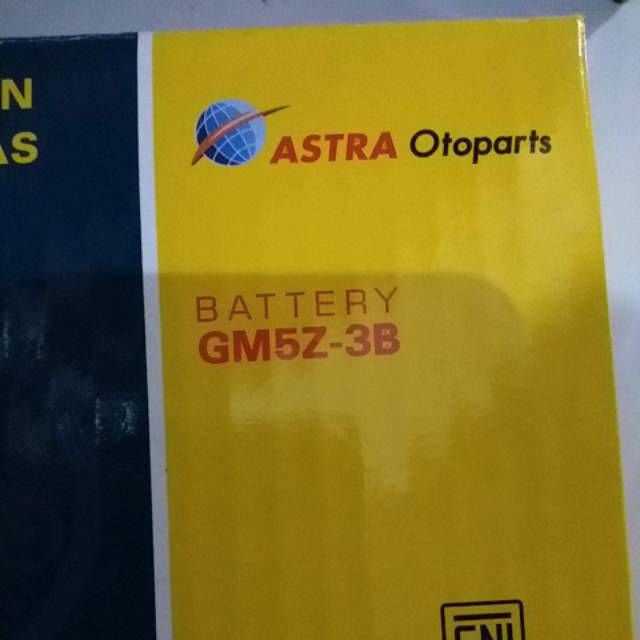 N
AS
ASTRA Otoparts
BATTERY
GM5Z-3B